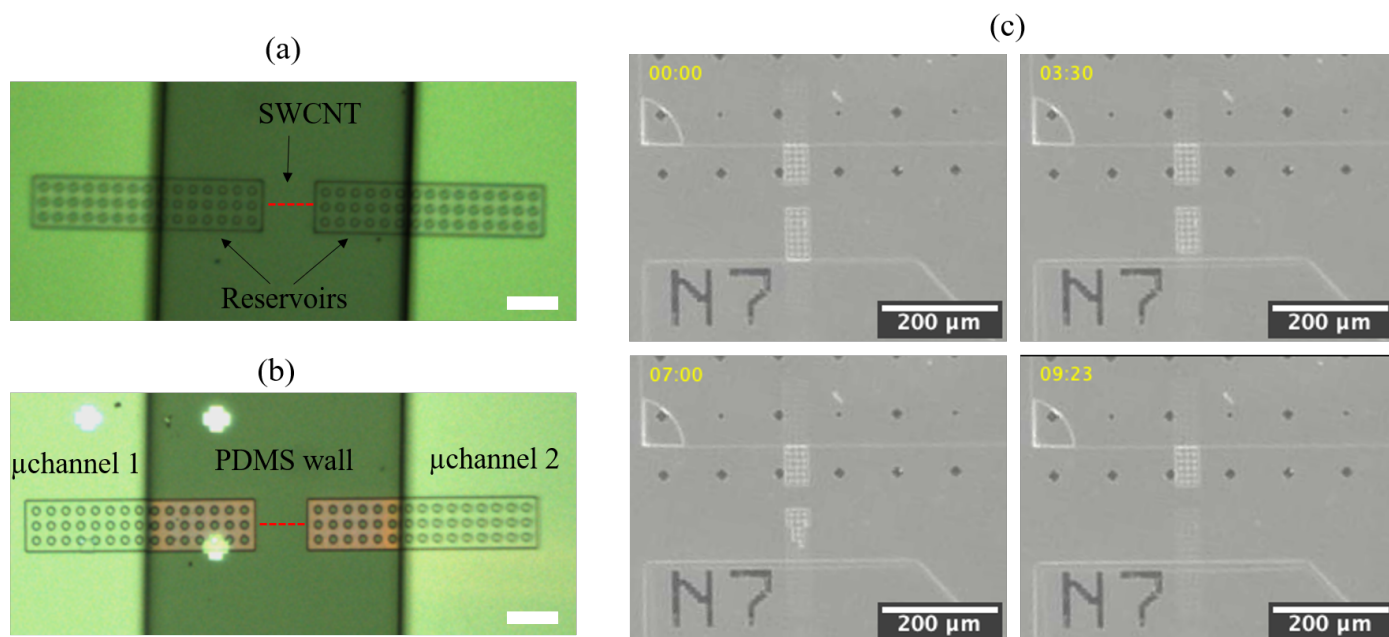 (a)
SWCNT
Reservoirs
(b)
µchannel 1
PDMS wall
µchannel 2
(c)
00:00
N7
200 µm
03:30
N7
200 µm
07:00
N7
200 µm
09:23
N7
200 µm